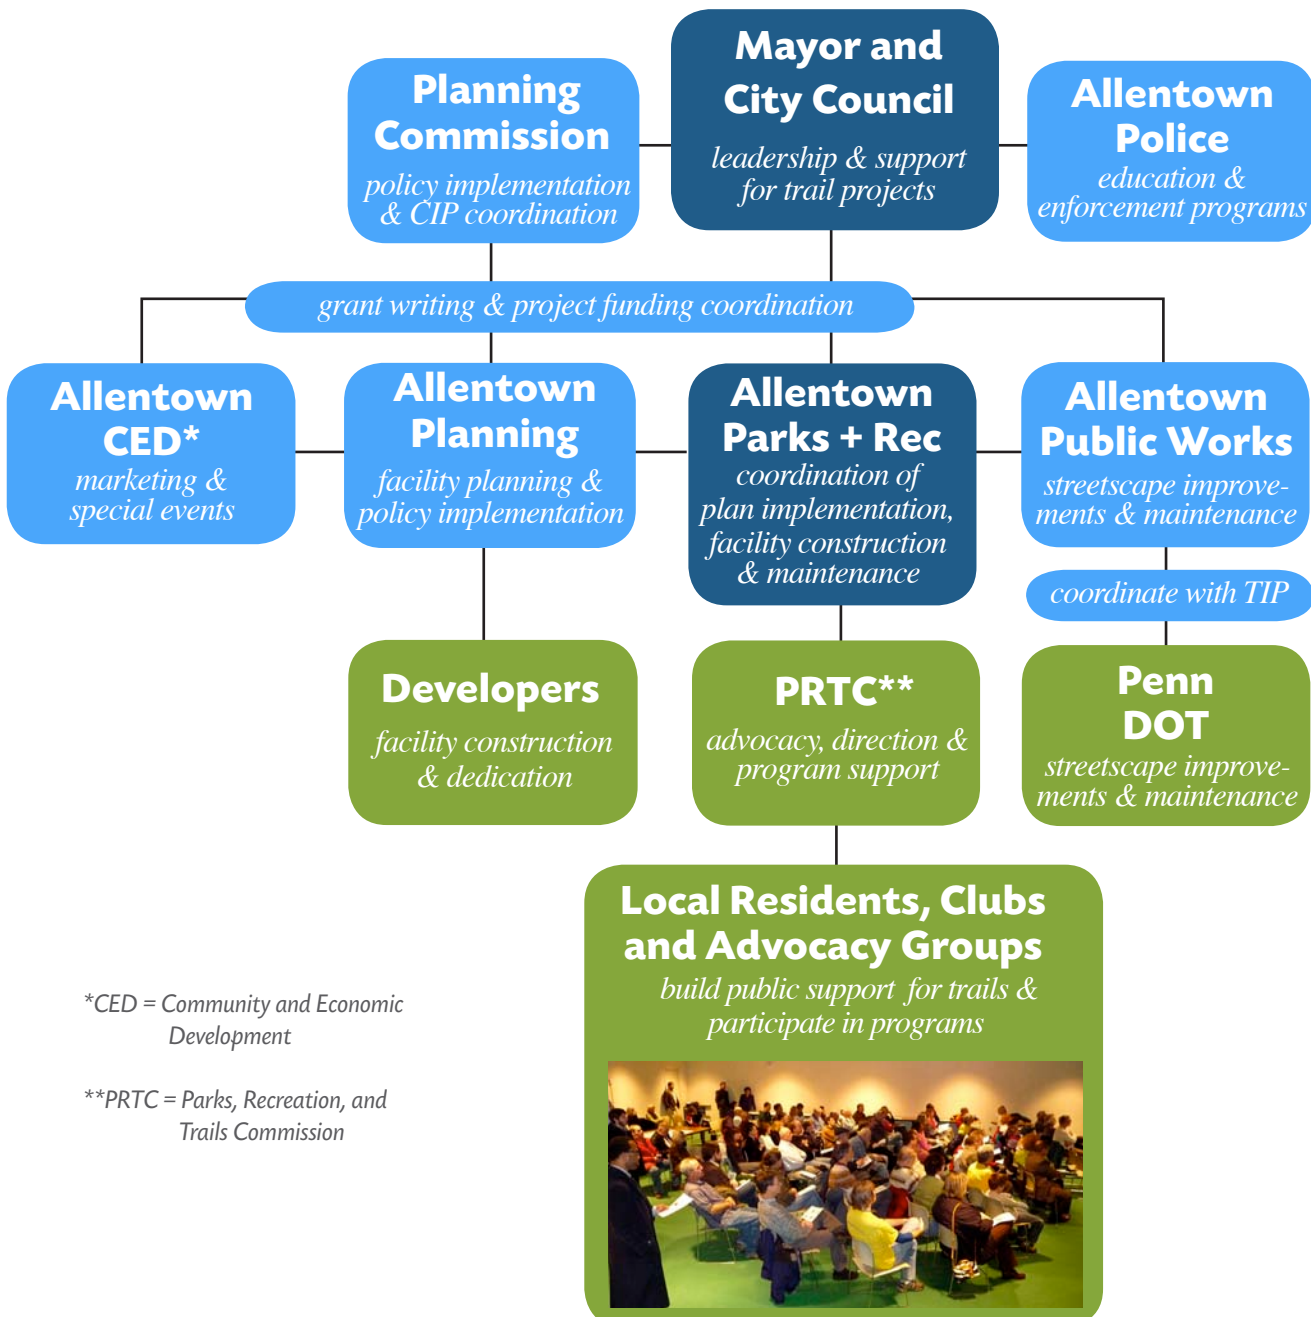 Planning
Commission
policy implementation
& CIP coordination
Mayor and
City Council
leadership & support
for trail projects
Allentown
Police
education &
enforcement programs
grant writing & project funding coordination
Allentown
CED*
marketing &
special events
Allentown
Planning
facility planning &
policy implementation
Allentown
Parks + Rec
coordination of
plan implementation,
facility construction
& maintenance
Allentown
Public Works
streetscape improve-
ments & maintenance
coordinate with TIP
Developers
facility construction
& dedication
PRTC**
advocacy, direction &
program support
Penn
DOT
streetscape improve-
ments & maintenance
Local Residents, Clubs
and Advocacy Groups
build public support for trails &
participate in programs
*CED = Community and Economic
Development
**PRTC = Parks, Recreation, and
Trails Commission